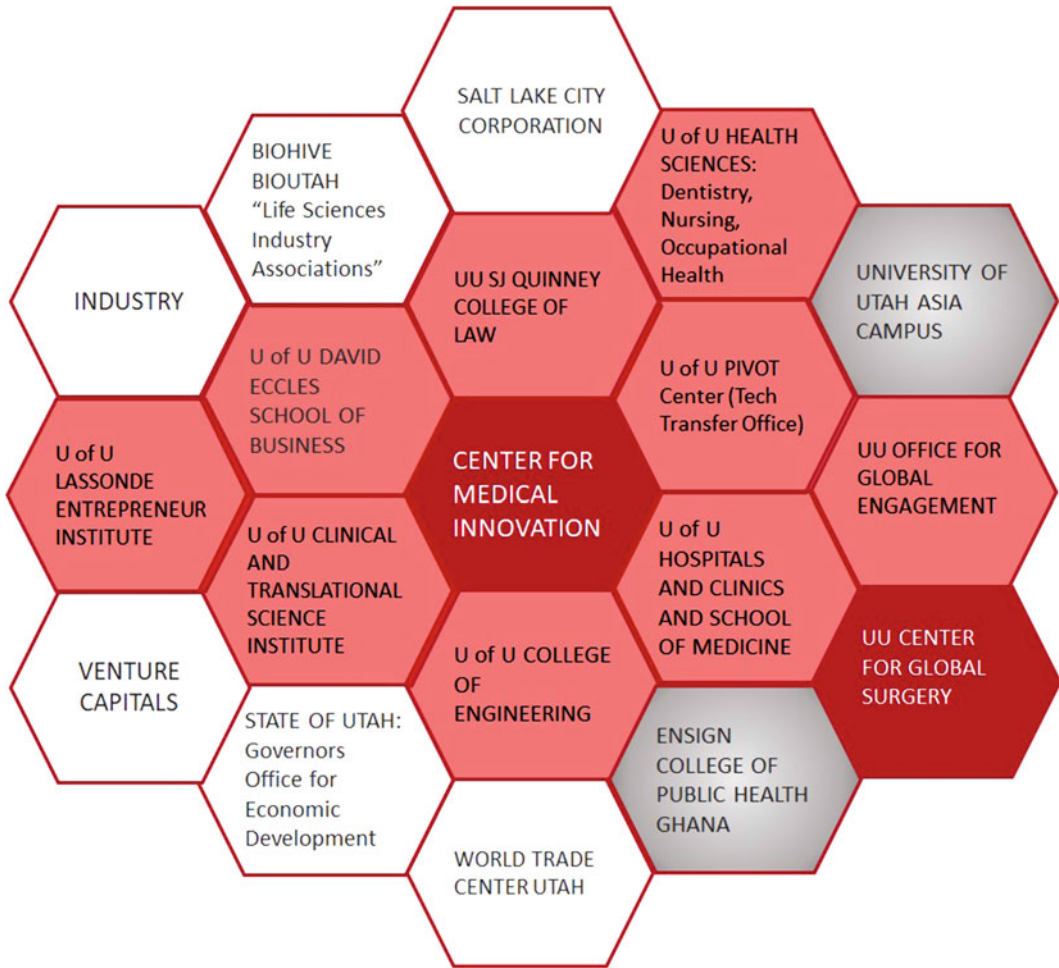 SALT LAKE CITY
CORPORATION
BIOHIVE
BIOUTAH
“Life Sciences
Industry
Associations”
U of U HEALTH
SCIENCES:
Dentistry,
Nursing,
Occupational
Health
INDUSTRY
UU SJ QUINNEY
COLLEGE OF
LAW
UNIVERSITY OF
UTAH ASIA
CAMPUS
U of U DAVID
ECCLES
SCHOOL OF
BUSINESS
U of U PIVOT
Center (Tech
Transfer Office)
U of U
LASSONDE
ENTREPRENEUR
INSTITUTE
CENTER FOR
MEDICAL
INNOVATION
UU OFFICE FOR
GLOBAL
ENGAGEMENT
U of U CLINICAL
AND
TRANSLATIONAL
SCIENCE
INSTITUTE
U of U
HOSPITALS
AND CLINICS
AND SCHOOL
OF MEDICINE
VENTURE
CAPITALS
U of U COLLEGE
OF
ENGINEERING
UU CENTER
FOR GLOBAL
SURGERY
STATE OF UTAH:
Governors
Office for
Economic
Development
ENSIGN
COLLEGE OF
PUBLIC HEALTH
GHANA
WORLD TRADE
CENTER UTAH